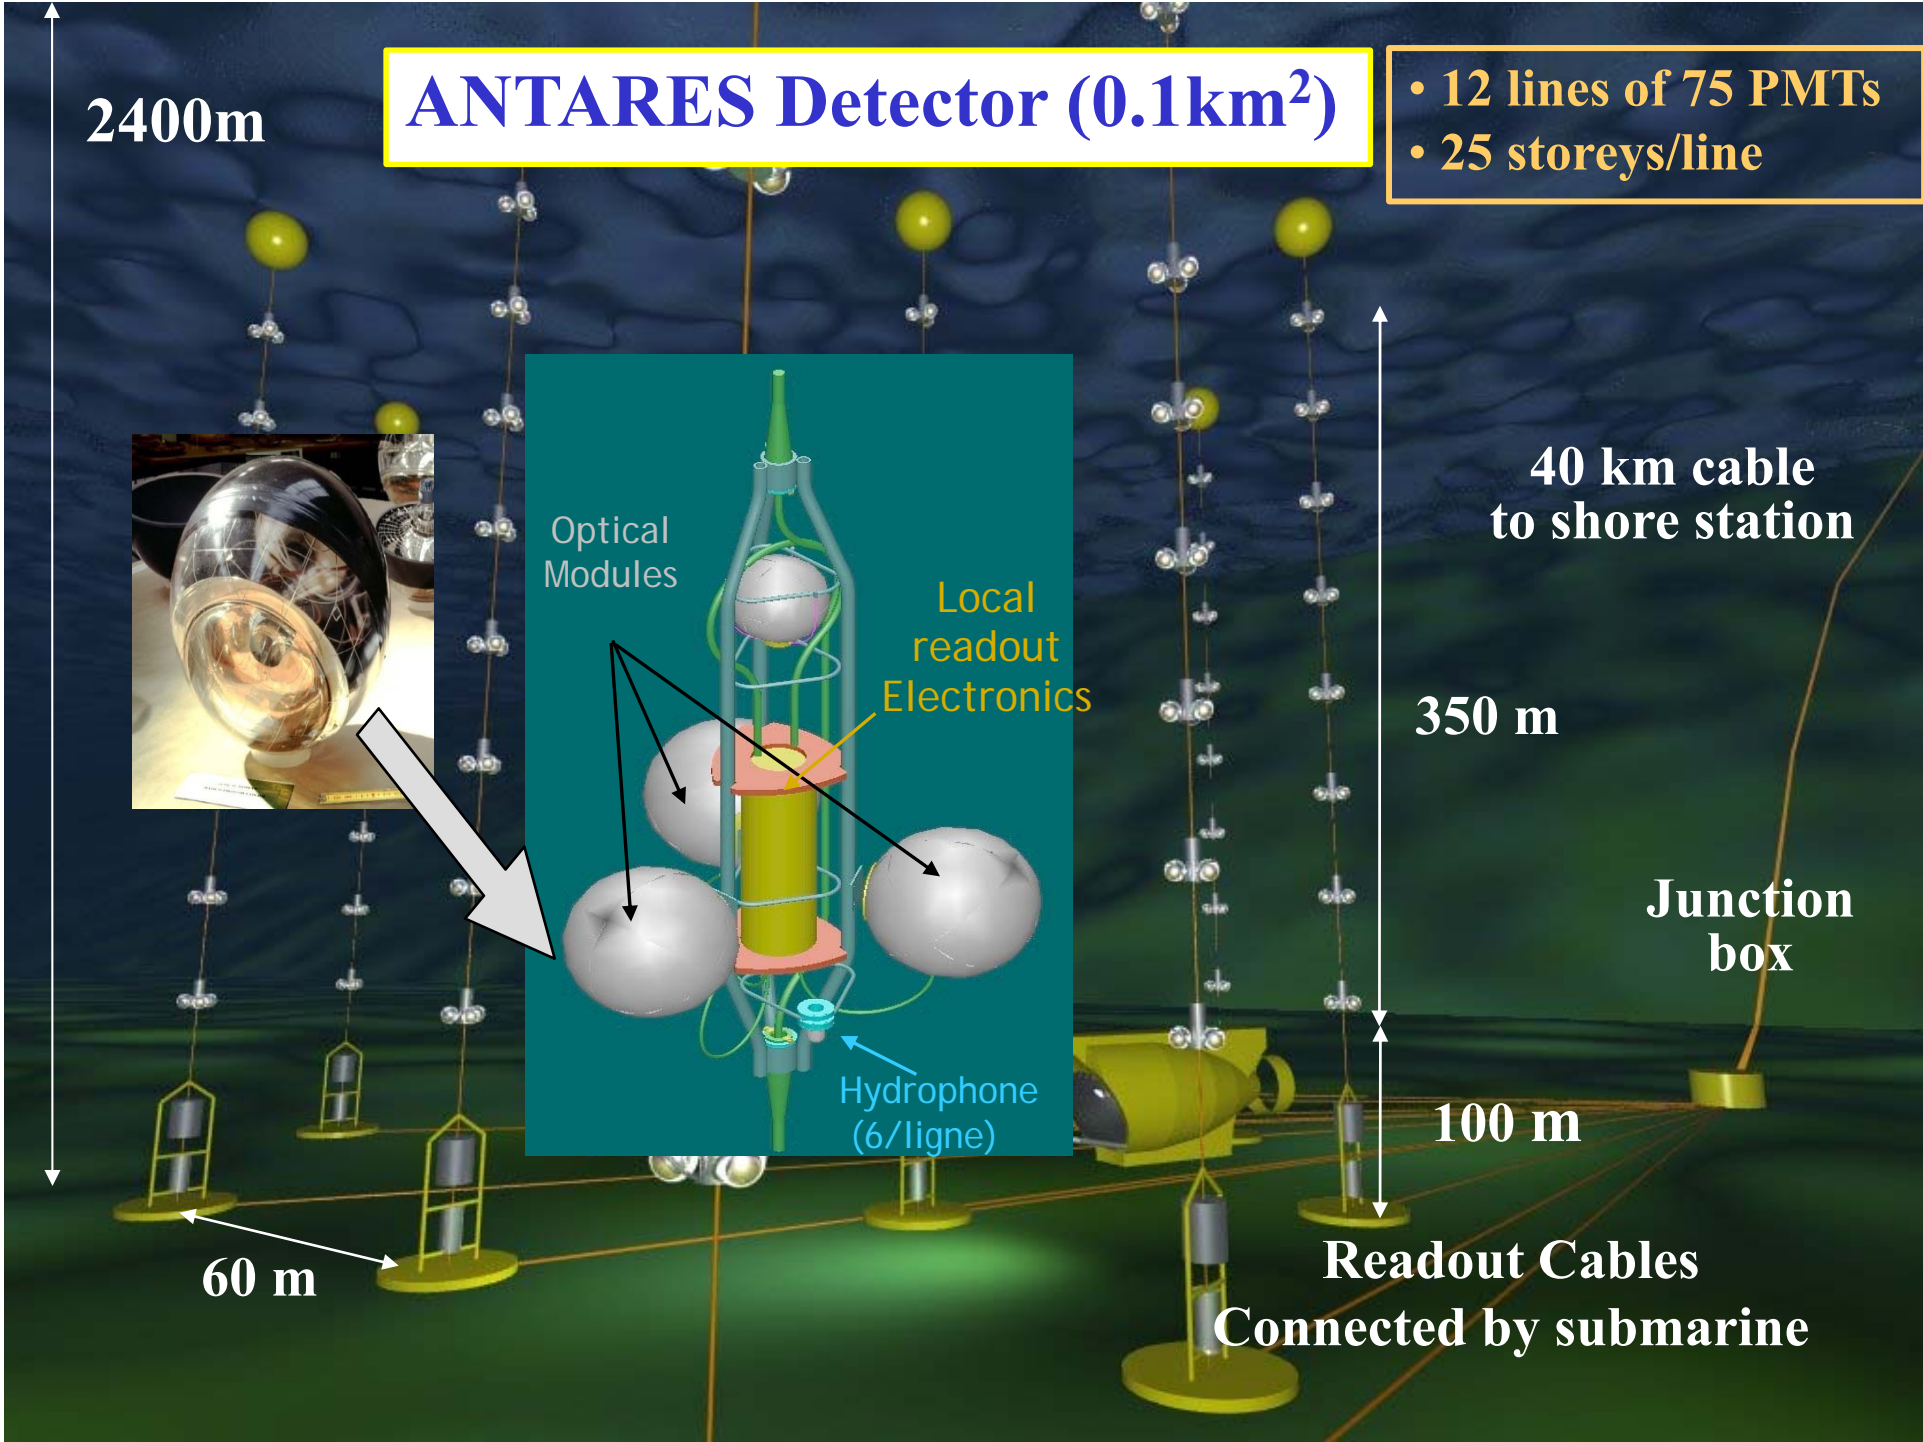 ANTARES Detector (0.1km²)
• 12 lines of 75 PMTs
• 25 storeys/line
2400m
40 km cable
to shore station
Optical
Modules
Local
readout
Electronics
350 m
Junction
box
Hydrophone
(6/ligne)
100 m
60 m
Readout Cables
Connected by submarine